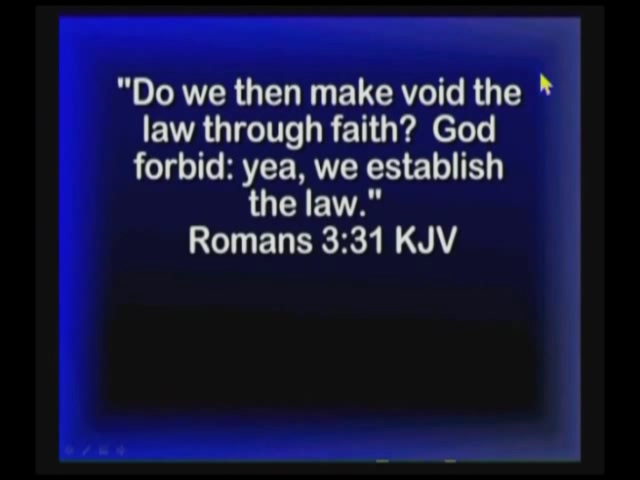 "Do we then make void the
law through faith?  God
forbid: yea, we establish
the law."
Romans 3:31 KJV